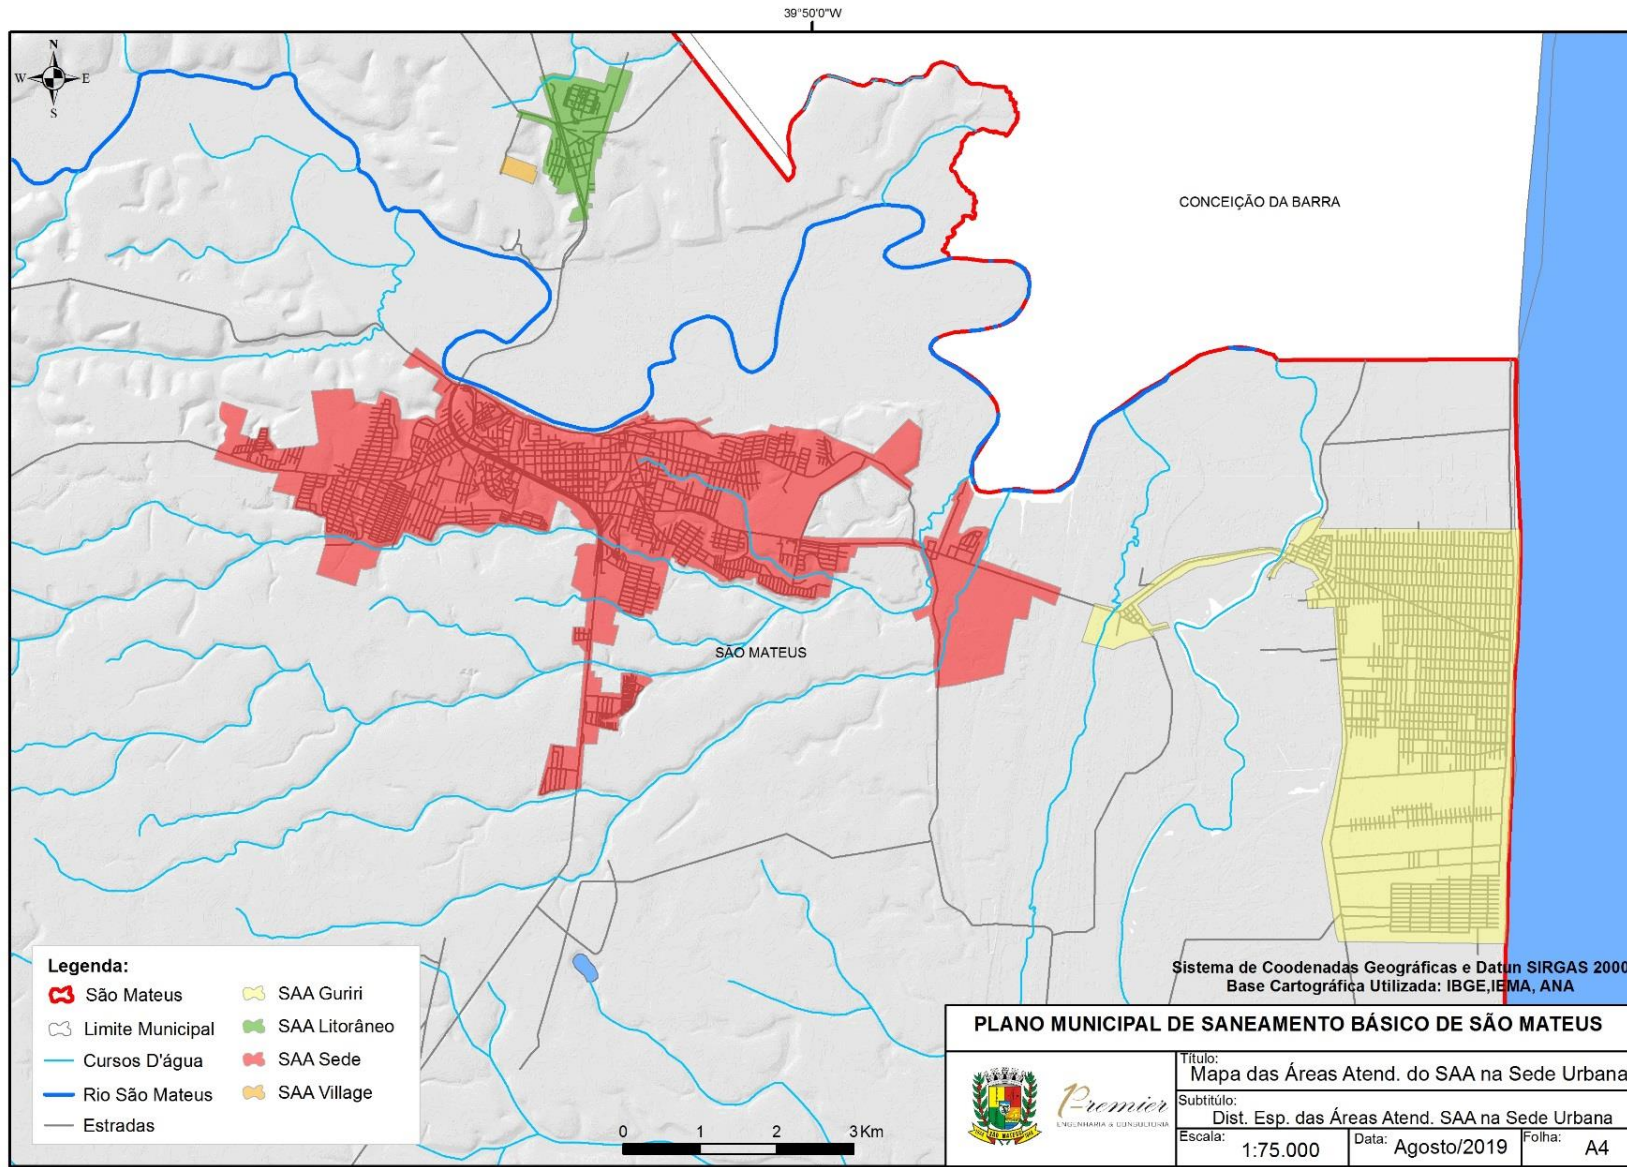 39°50'0"W
N
W E
S
CONCEIÇÃO DA BARRA
SÃO MATEUS
Legenda:
São Mateus
Limite Municipal
Cursos D'água
Rio São Mateus
Estradas
SAA Guriri
SAA Litorâneo
SAA Sede
SAA Village
0 1 2 3 Km
Sistema de Coodenadas Geográficas e Datun SIRGAS 2000
Base Cartográfica Utilizada: IBGE,IEMA, ANA
PLANO MUNICIPAL DE SANEAMENTO BÁSICO DE SÃO MATEUS
SÃO MATEUS
Premier
ENGENHARIA & CONSULTORIA
Título:
Mapa das Áreas Atend. do SAA na Sede Urbana
Subtitúlo:
Dist. Esp. das Áreas Atend. SAA na Sede Urbana
Escala: 1:75.000
Data: Agosto/2019
Folha: A4